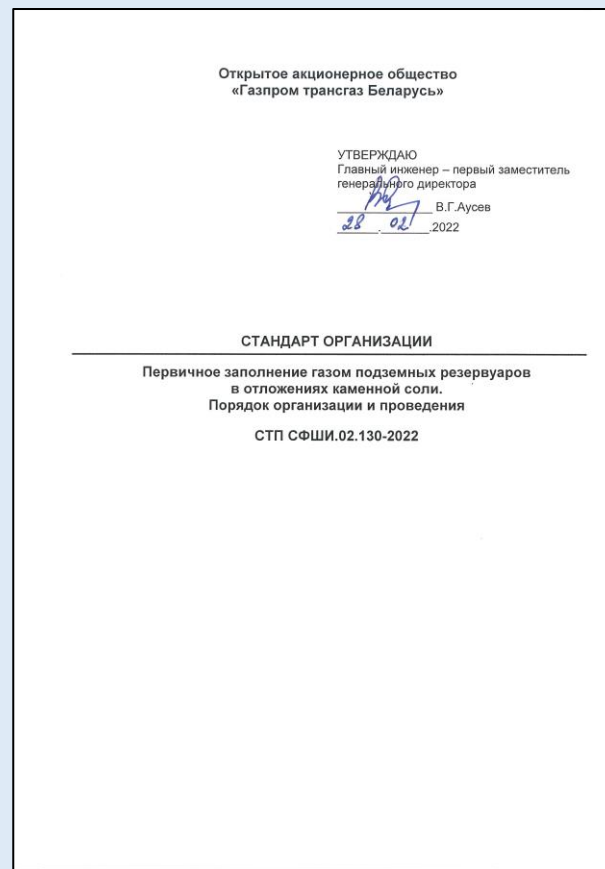 Открытое акционерное общество
«Газпром трансгаз Беларусь»
УТВЕРЖДАЮ
Главный инженер – первый заместитель
генерального директора
В.Г.Аусев
28.02.2022
СТАНДАРТ ОРГАНИЗАЦИИ
Первичное заполнение газом подземных резервуаров
в отложениях каменной соли.
Порядок организации и проведения
СТП СФШИ.02.130-2022